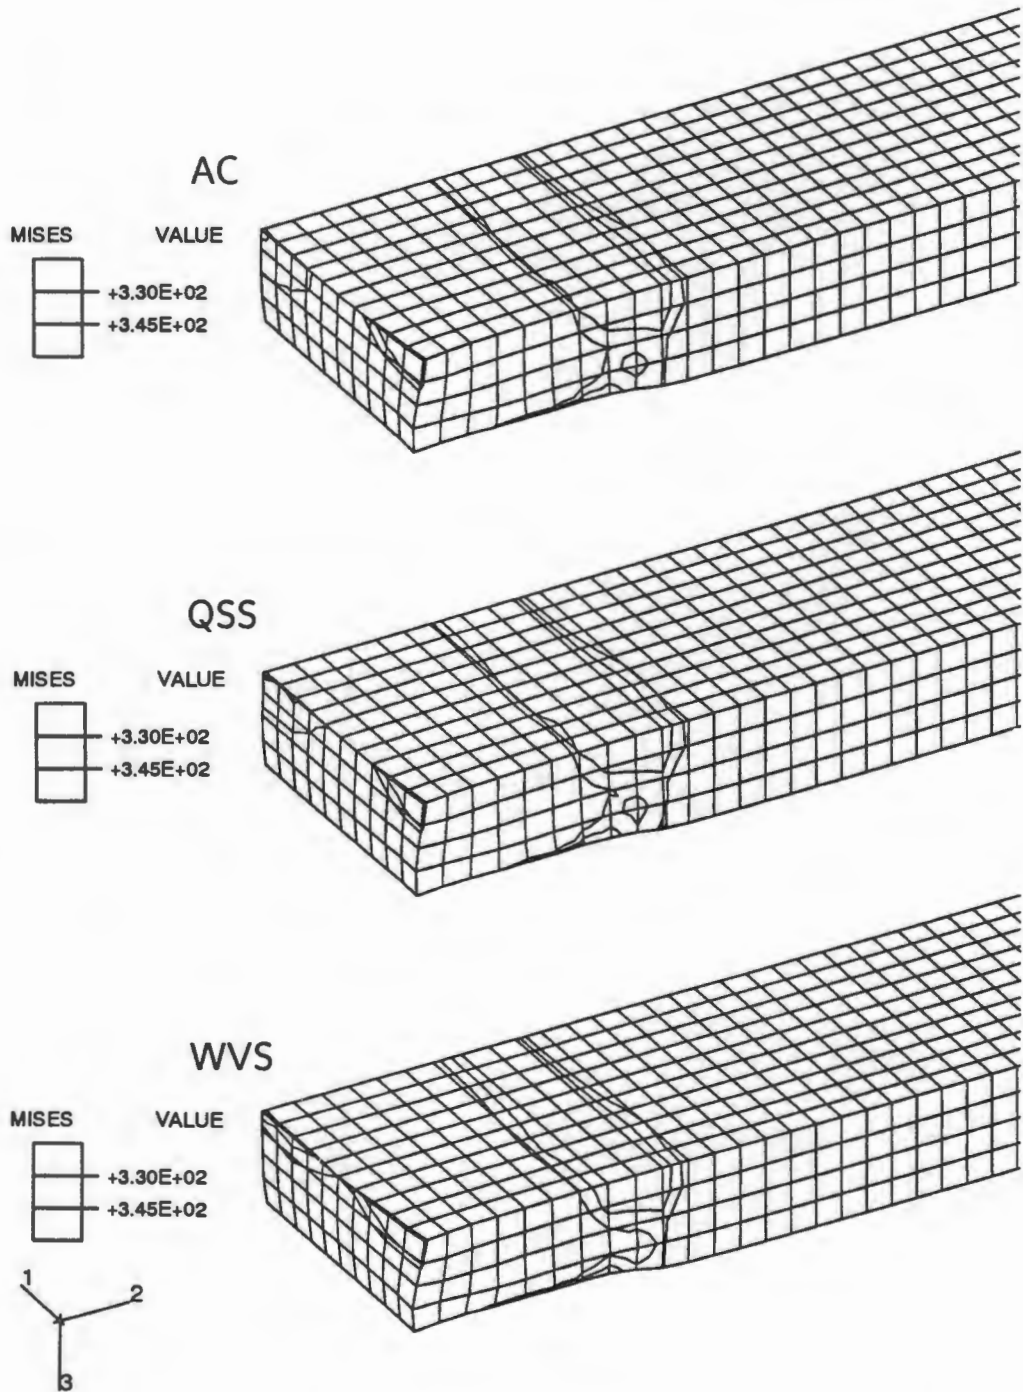 AC
MISES VALUE
+3.30E+02
+3.45E+02
QSS
MISES VALUE
+3.30E+02
+3.45E+02
WVS
MISES VALUE
+3.30E+02
+3.45E+02
1
2
3